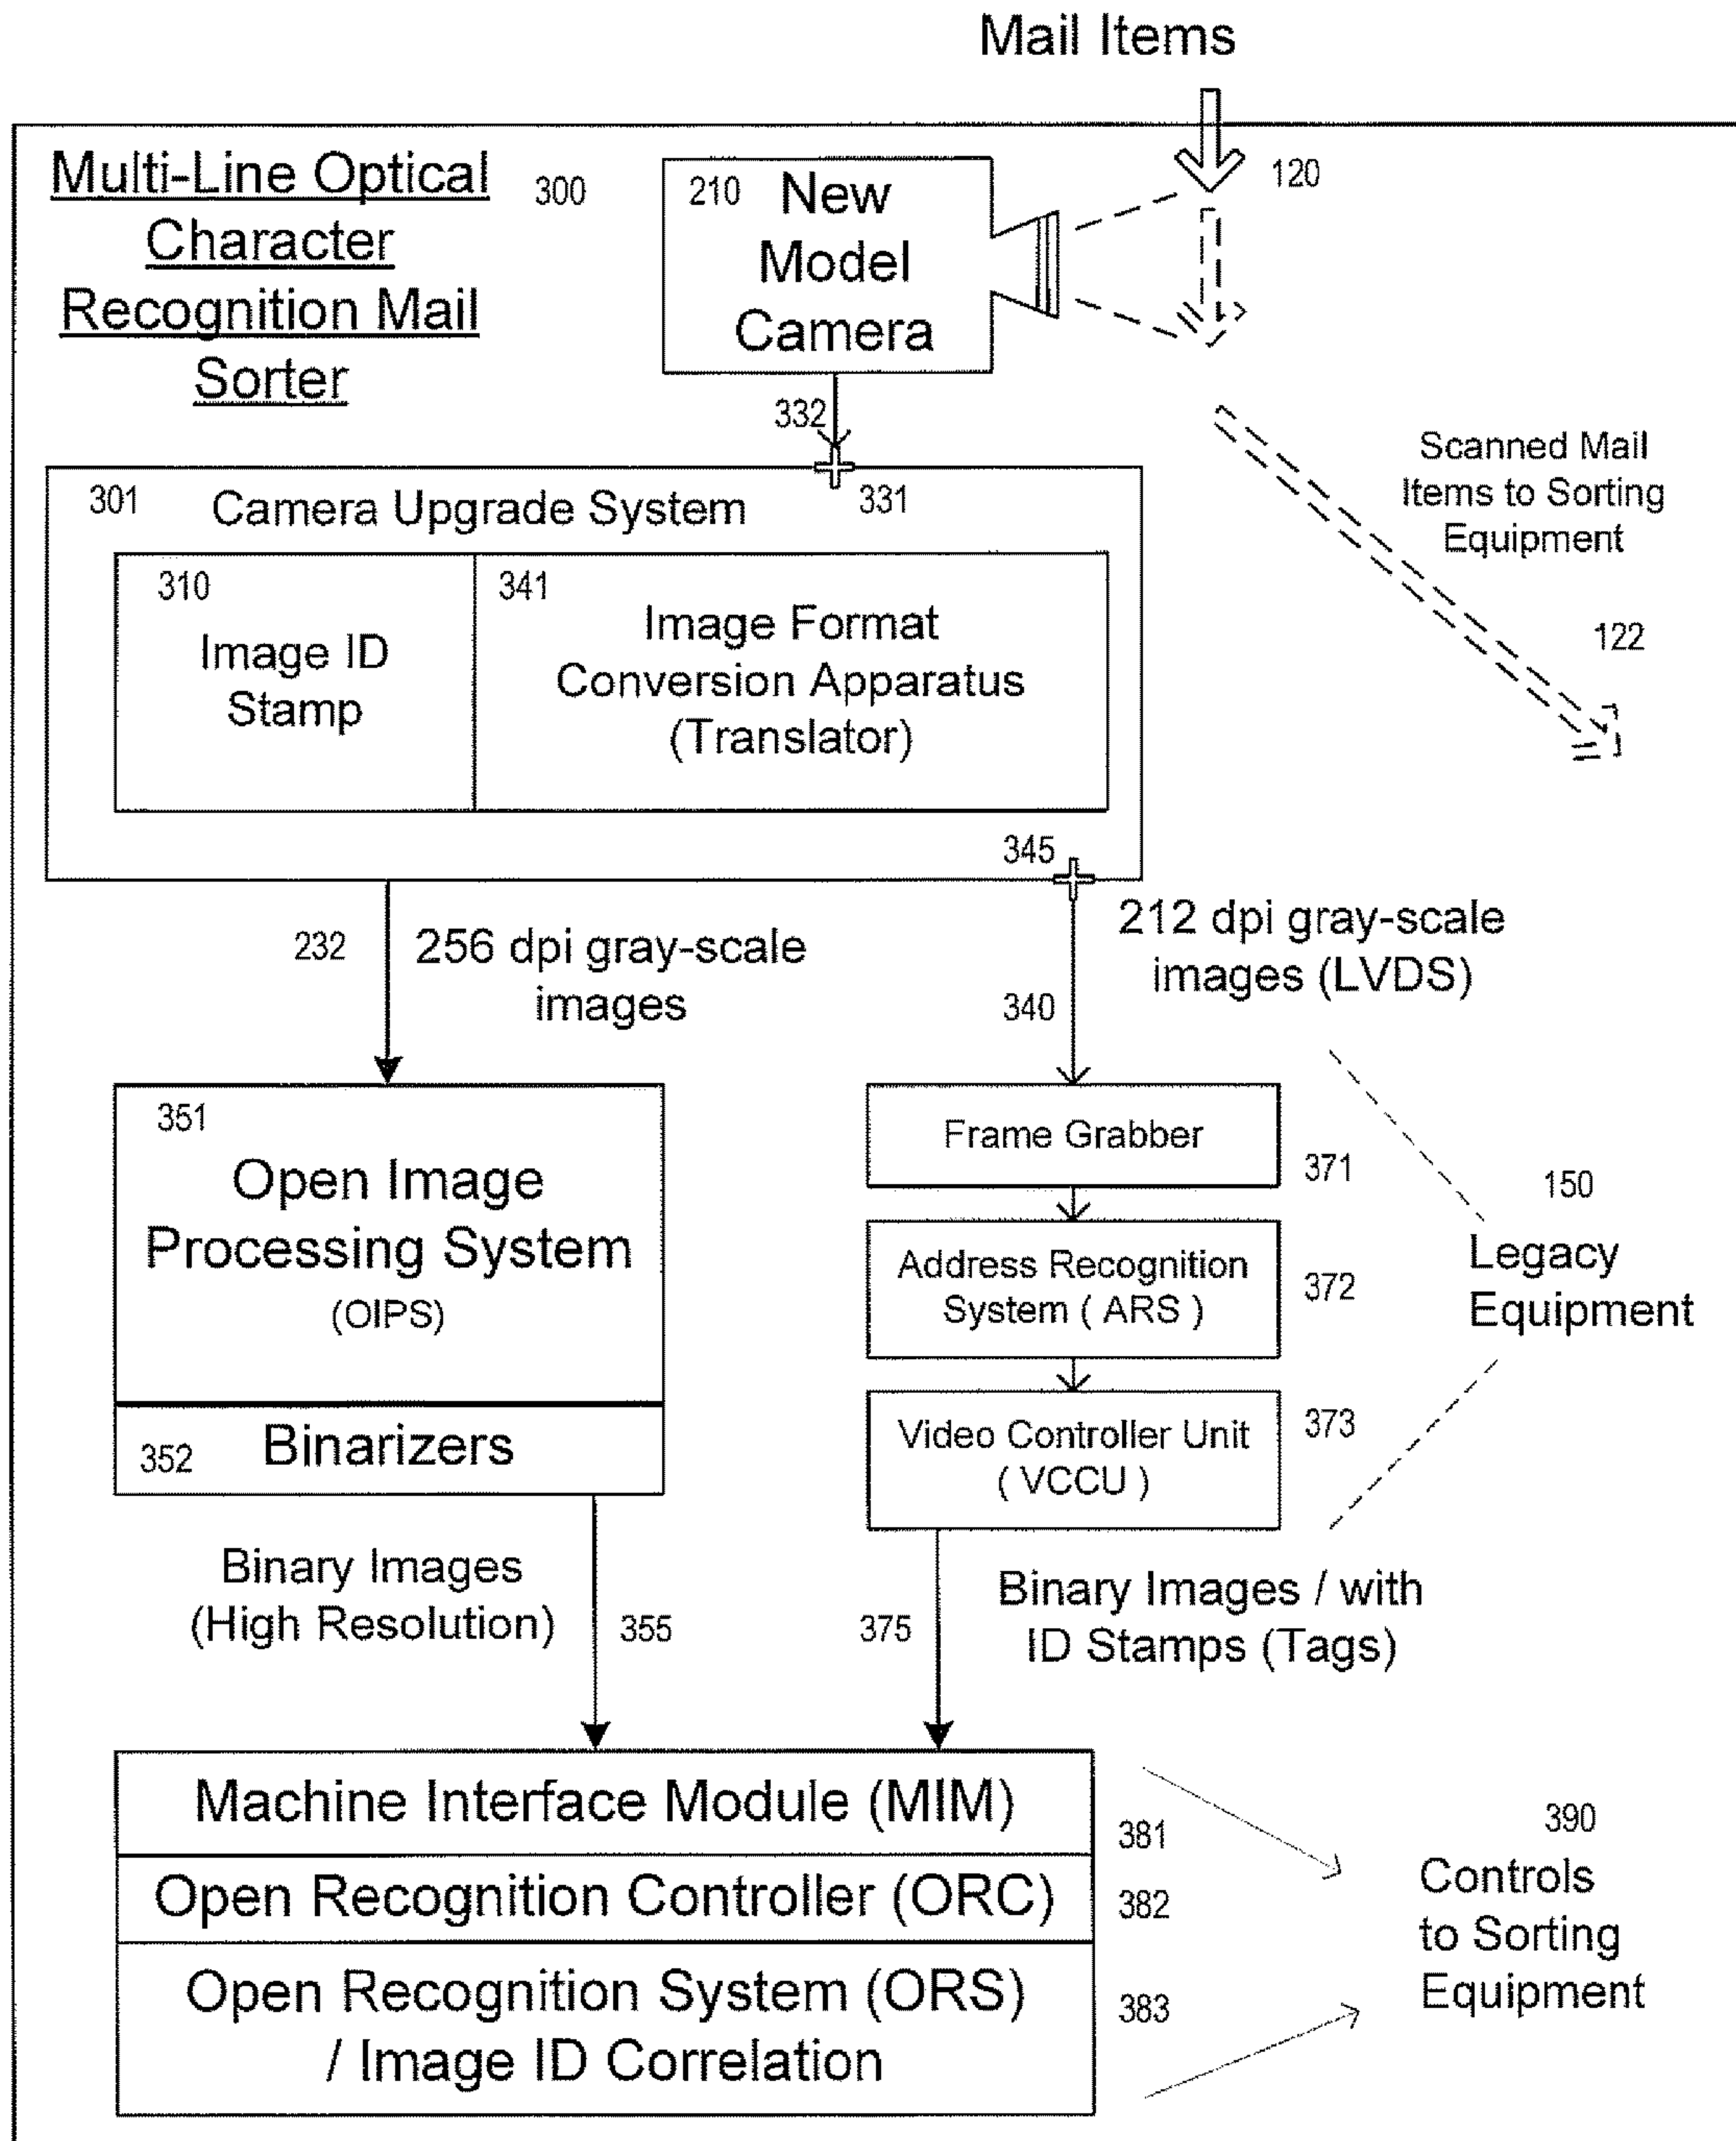 Mail Items
120
Multi-Line Optical
Character
Recognition Mail
Sorter
300
210
New
Model
Camera
332
331
301
Camera Upgrade System
310
Image ID
Stamp
341
Image Format
Conversion Apparatus
(Translator)
345
Scanned Mail
Items to Sorting
Equipment
122
232
256 dpi gray-scale
images
212 dpi gray-scale
images (LVDS)
340
351
Open Image
Processing System
(OIPS)
352
Binarizers
Frame Grabber
371
Address Recognition
System ( ARS )
372
Video Controller Unit
( VCCU )
373
150
Legacy
Equipment
Binary Images
(High Resolution)
355
375
Binary Images / with
ID Stamps (Tags)
Machine Interface Module (MIM)
381
Open Recognition Controller (ORC)
382
Open Recognition System (ORS)
/ Image ID Correlation
383
390
Controls
to Sorting
Equipment